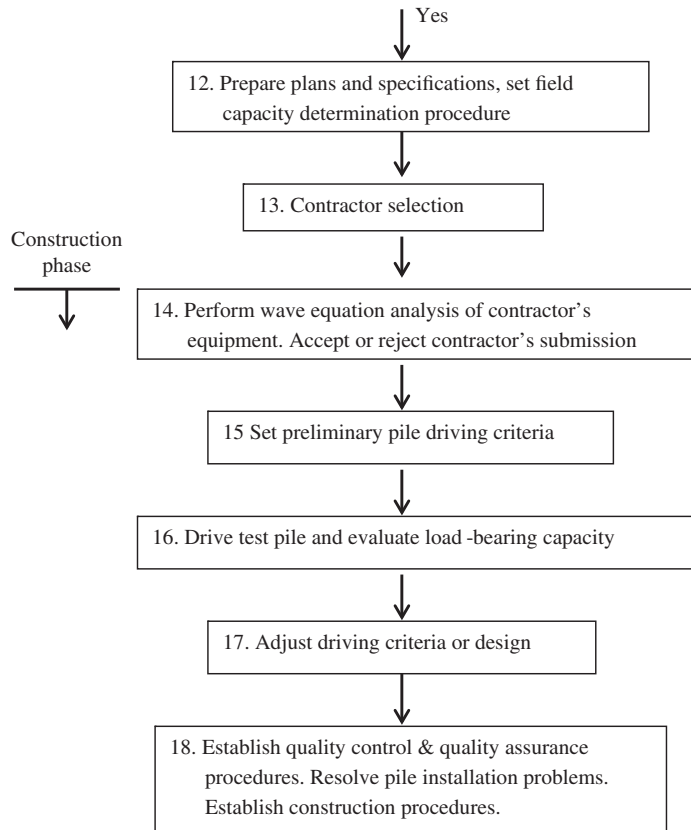 Yes
12. Prepare plans and specifications, set field
capacity determination procedure
13. Contractor selection
Construction
phase
14. Perform wave equation analysis of contractor’s
equipment. Accept or reject contractor’s submission
15 Set preliminary pile driving criteria
16. Drive test pile and evaluate load -bearing capacity
17. Adjust driving criteria or design
18. Establish quality control & quality assurance
procedures. Resolve pile installation problems.
Establish construction procedures.